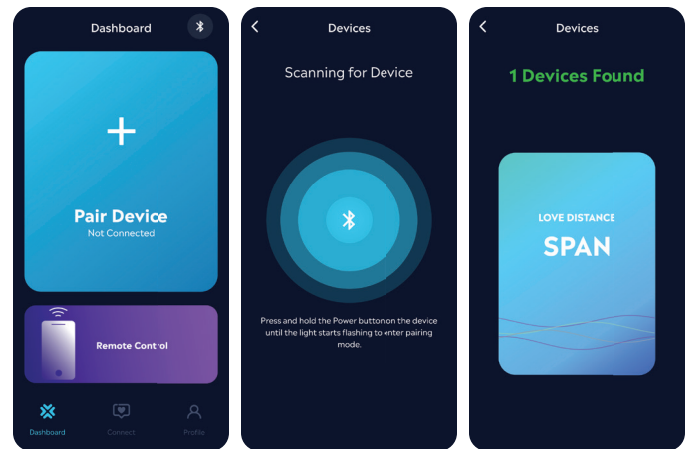 Dashboard
Pair Device
Not Connected
Remote Control
Dashboard
Connect
Profile
Devices
Scanning for Device
Press and hold the Power buttonon the device
until the light starts flashing to enter pairing
mode.
Devices
1 Devices Found
LOVE DISTANCE
SPAN